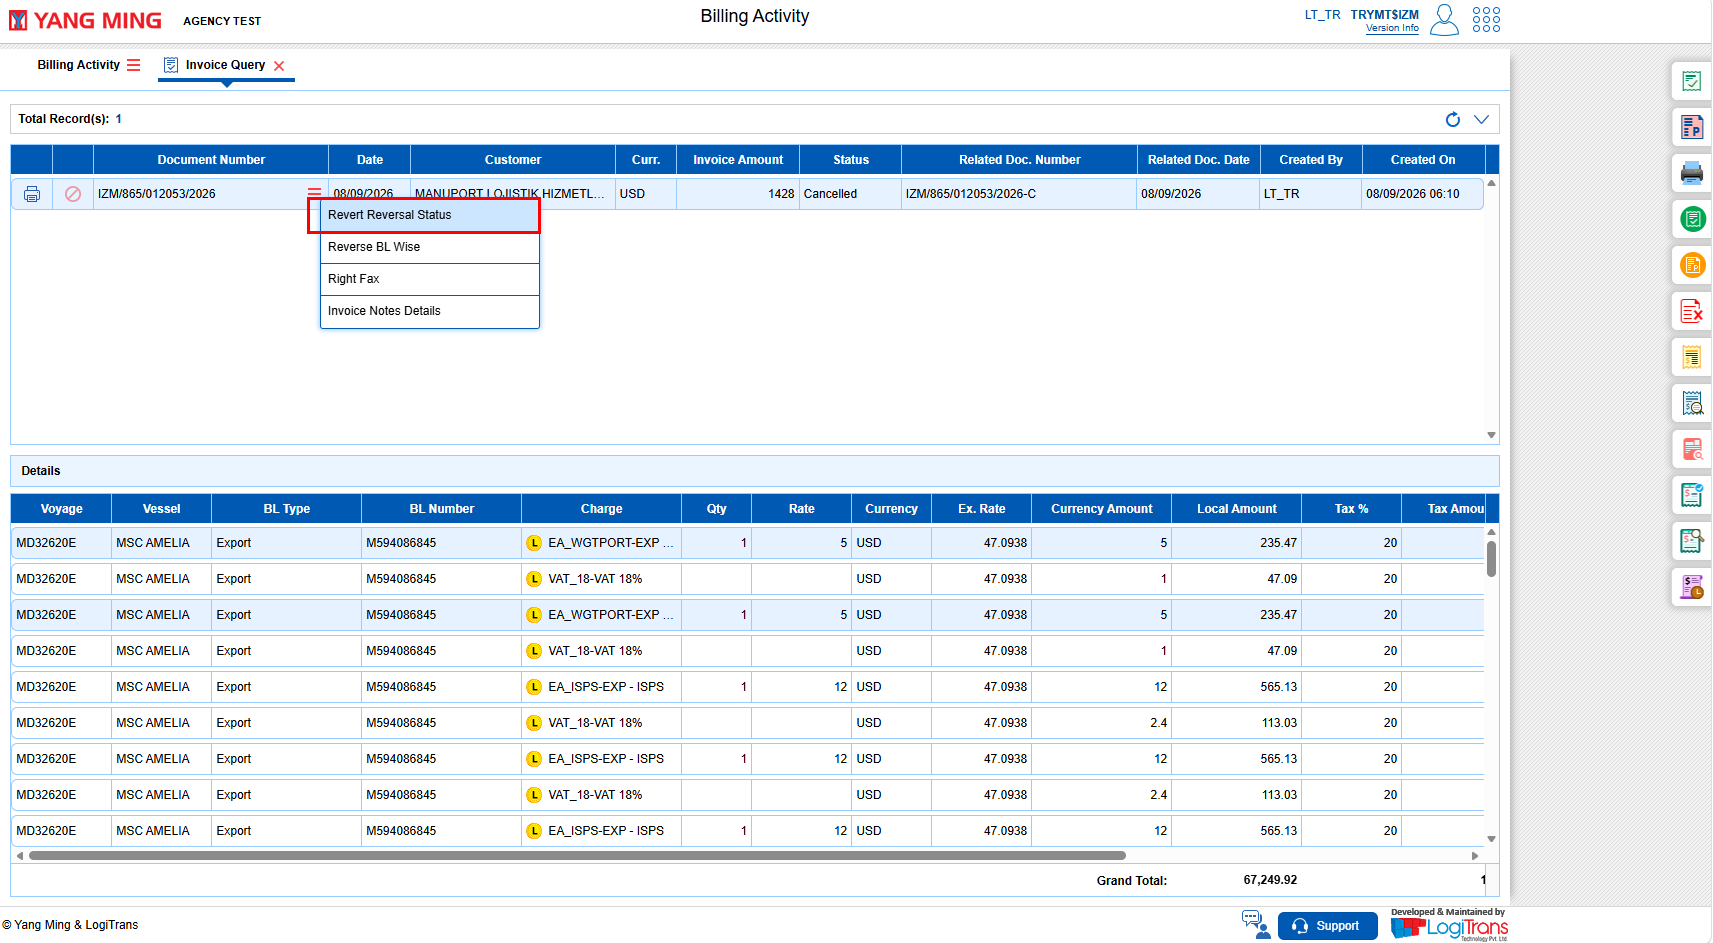 YANG MING AGENCY TEST Billing Activity LT_TR TRYMT$IZM
Version Info
Billing Activity Invoice Query
Total Record(s): 1
Document Number Date Customer Curr. Invoice Amount Status Related Doc. Number Related Doc. Date Created By Created On
IZM/865/012053/2026 08/09/2026 MANUPORT LOJISTIK HIZMETL... USD 1428 Cancelled IZM/865/012053/2026-C 08/09/2026 LT_TR 08/09/2026 06:10
Revert Reversal Status
Reverse BL Wise
Right Fax
Invoice Notes Details
Details
Voyage Vessel BL Type BL Number Charge Qty Rate Currency Ex. Rate Currency Amount Local Amount Tax % Tax Amou
MD32620E MSC AMELIA Export M594086845 L EA_WGTPORT-EXP ... 1 5 USD 47.0938 5 235.47 20
MD32620E MSC AMELIA Export M594086845 L VAT_18-VAT 18% USD 47.0938 1 47.09 20
MD32620E MSC AMELIA Export M594086845 L EA_WGTPORT-EXP ... 1 5 USD 47.0938 5 235.47 20
MD32620E MSC AMELIA Export M594086845 L VAT_18-VAT 18% USD 47.0938 1 47.09 20
MD32620E MSC AMELIA Export M594086845 L EA_ISPS-EXP - ISPS 1 12 USD 47.0938 12 565.13 20
MD32620E MSC AMELIA Export M594086845 L VAT_18-VAT 18% USD 47.0938 2.4 113.03 20
MD32620E MSC AMELIA Export M594086845 L EA_ISPS-EXP - ISPS 1 12 USD 47.0938 12 565.13 20
MD32620E MSC AMELIA Export M594086845 L VAT_18-VAT 18% USD 47.0938 2.4 113.03 20
MD32620E MSC AMELIA Export M594086845 L EA_ISPS-EXP - ISPS 1 12 USD 47.0938 12 565.13 20
Grand Total: 67,249.92 1
© Yang Ming & LogiTrans Support Developed & Maintained by
LogiTrans
Technology Pvt. Ltd.